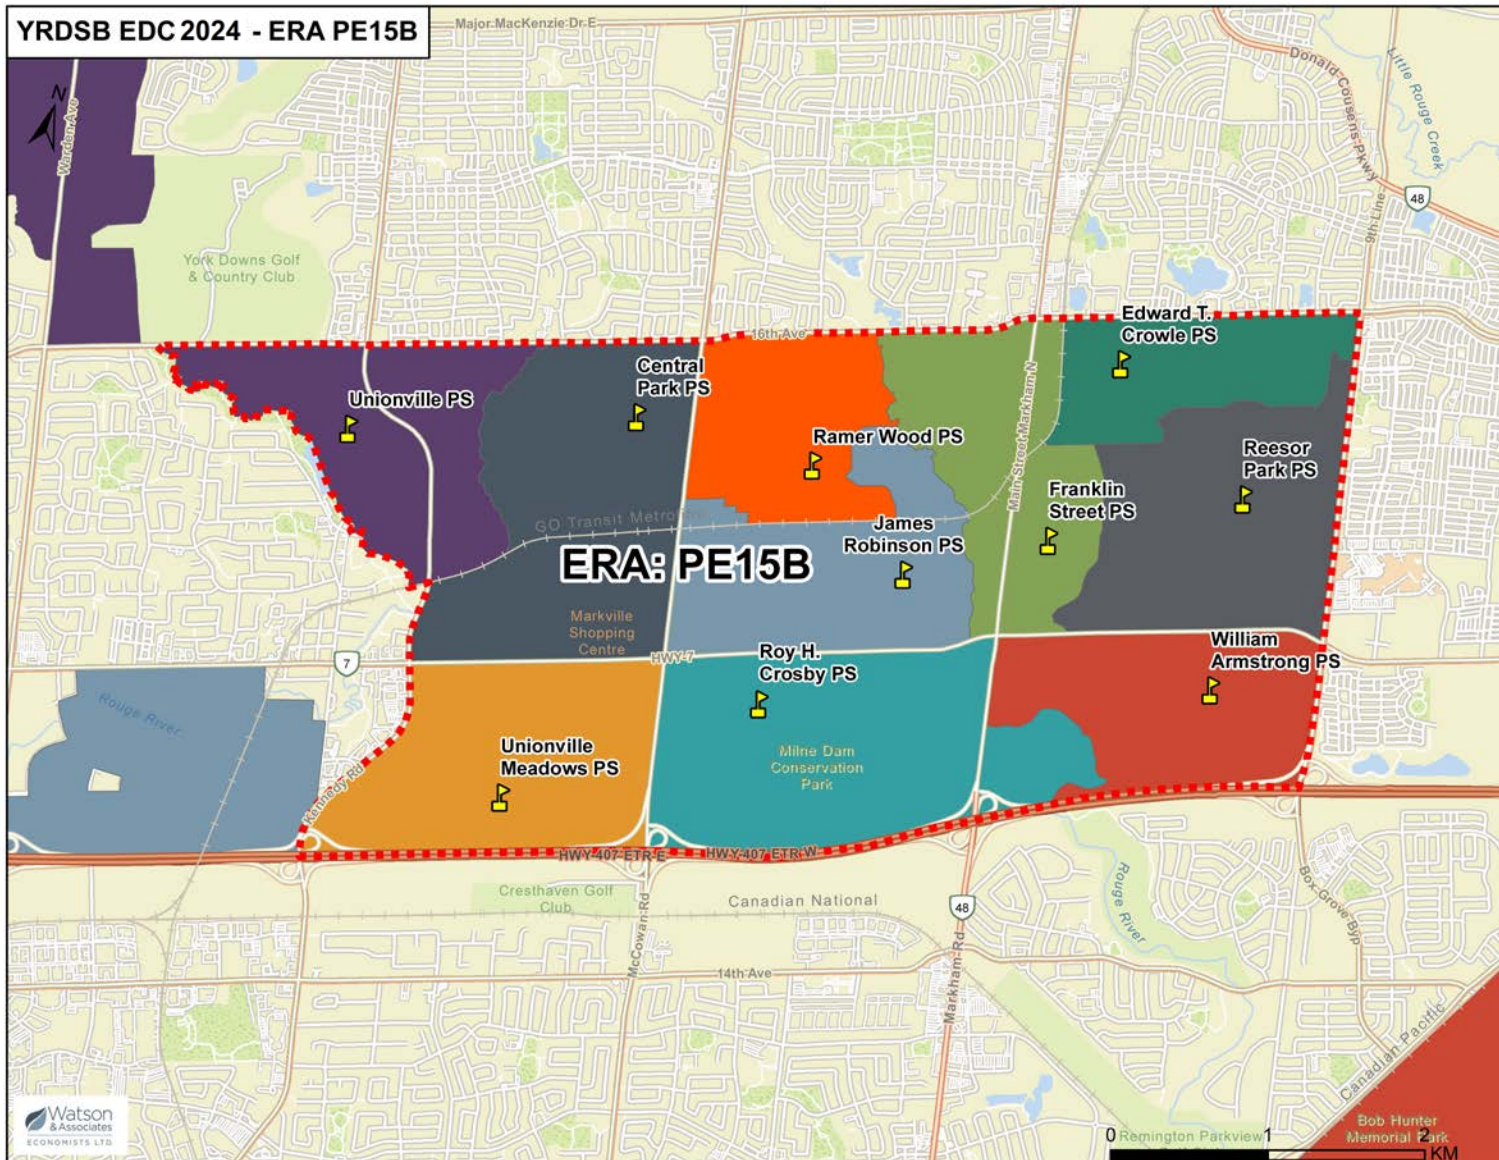 YRDSB EDC 2024 - ERA PE15B
Major MacKenzie Dr E
Donald Cousens Pkwy
Little Rouge Creek
N
Warden Ave
48
9th Line
York Downs Golf
& Country Club
16th Ave
Edward T.
Crowle PS
Central
Park PS
Unionville PS
Ramer Wood PS
Main Street Markham N
Reesor
Park PS
Franklin
Street PS
GO Transit
James
Robinson PS
ERA: PE15B
Markville
Shopping
Centre
7
HWY-7
Roy H.
Crosby PS
William
Armstrong PS
Rouge River
Unionville
Meadows PS
Milne Dam
Conservation
Park
Kennedy Rd
HWY 407 ETR E
HWY 407 ETR W
Cresthaven Golf
Club
Canadian National
48
Rouge River
Box Grove Byp
McCowan Rd
14th Ave
Markham Rd
Canadian Pacific
Watson
& Associates
ECONOMISTS LTD.
Bob Hunter
Memorial Park
Remington Parkview
0 1 2
KM